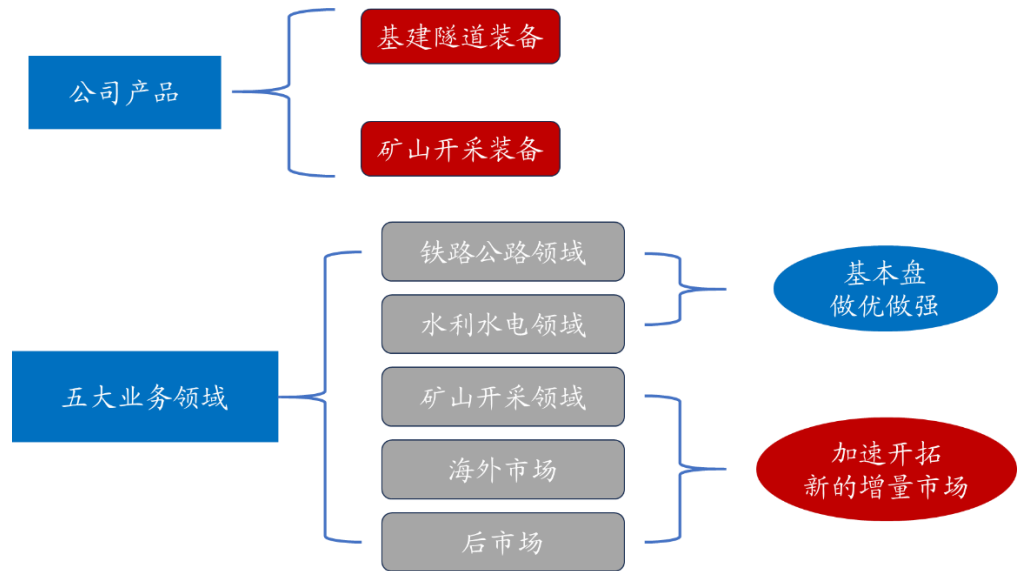 基建隧道装备
公司产品
矿山开采装备
铁路公路领域
水利水电领域
基本盘
做优做强
五大业务领域
矿山开采领域
海外市场
后市场
加速开拓
新的增量市场